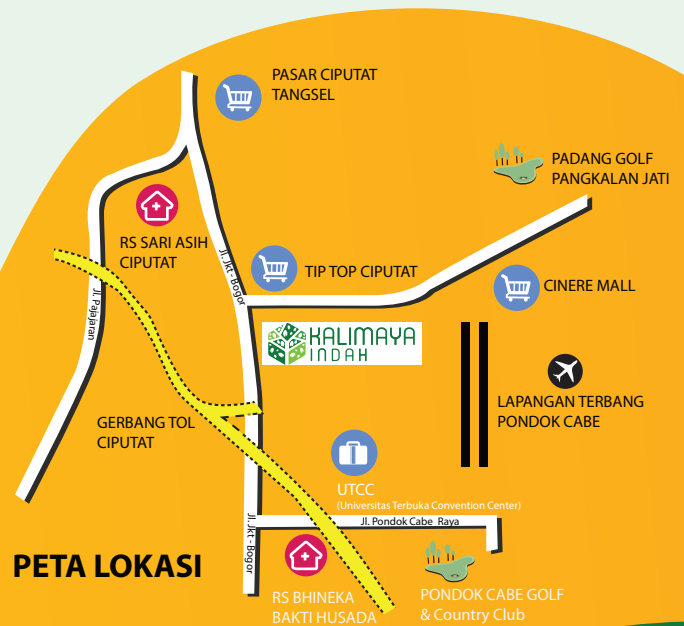 PASAR CIPUTAT
TANGSEL
PADANG GOLF
PANGKALAN JATI
RS SARI ASIH
CIPUTAT
Jl. Jkt - Bogor
TIP TOP CIPUTAT
CINERE MALL
Jl. Pajajaran
KALIMAYA
INDAH
LAPANGAN TERBANG
PONDOK CABE
GERBANG TOL
CIPUTAT
UTCC
(Universitas Terbuka Convention Center)
Jl. Pondok Cabe Raya
Jl. Jkt - Bogor
PETA LOKASI
RS BHINEKA
BAKTI HUSADA
PONDOK CABE GOLF
& Country Club